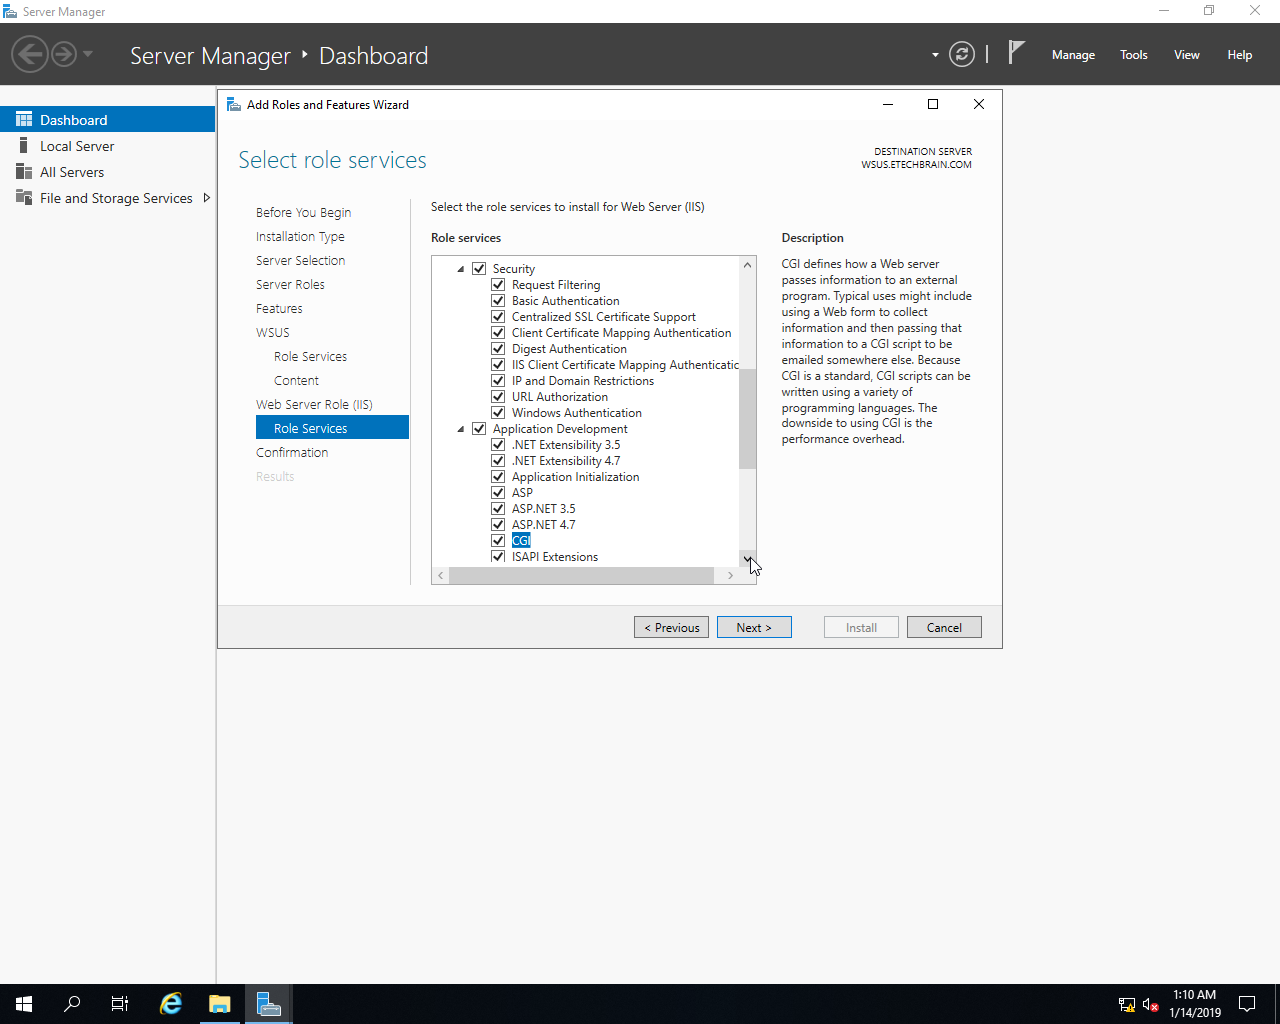 Server Manager
Server Manager ‣ Dashboard
Manage
Tools
View
Help
Dashboard
Local Server
All Servers
File and Storage Services
Add Roles and Features Wizard
Select role services
DESTINATION SERVER
WSUS.ETECHBRAIN.COM
Before You Begin
Installation Type
Server Selection
Server Roles
Features
WSUS
Role Services
Content
Web Server Role (IIS)
Role Services
Confirmation
Results
Select the role services to install for Web Server (IIS)
Role services
Security
Request Filtering
Basic Authentication
Centralized SSL Certificate Support
Client Certificate Mapping Authentication
Digest Authentication
IIS Client Certificate Mapping Authenticatic
IP and Domain Restrictions
URL Authorization
Windows Authentication
Application Development
.NET Extensibility 3.5
.NET Extensibility 4.7
Application Initialization
ASP
ASP.NET 3.5
ASP.NET 4.7
CGI
ISAPI Extensions
Description
CGI defines how a Web server
passes information to an external
program. Typical uses might include
using a Web form to collect
information and then passing that
information to a CGI script to be
emailed somewhere else. Because
CGI is a standard, CGI scripts can be
written using a variety of
programming languages. The
downside to using CGI is the
performance overhead.
< Previous
Next >
Install
Cancel
1:10 AM
1/14/2019